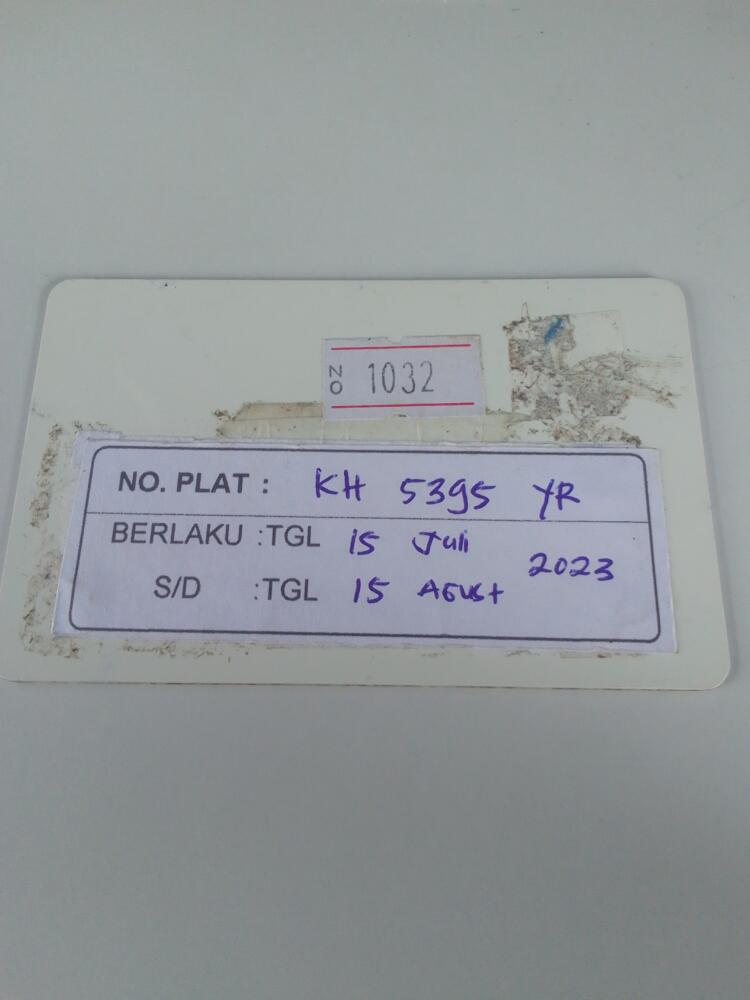 NO 1032
NO. PLAT : KH 5395 YR
BERLAKU :TGL 15 Juli 2023
S/D :TGL 15 AGUST